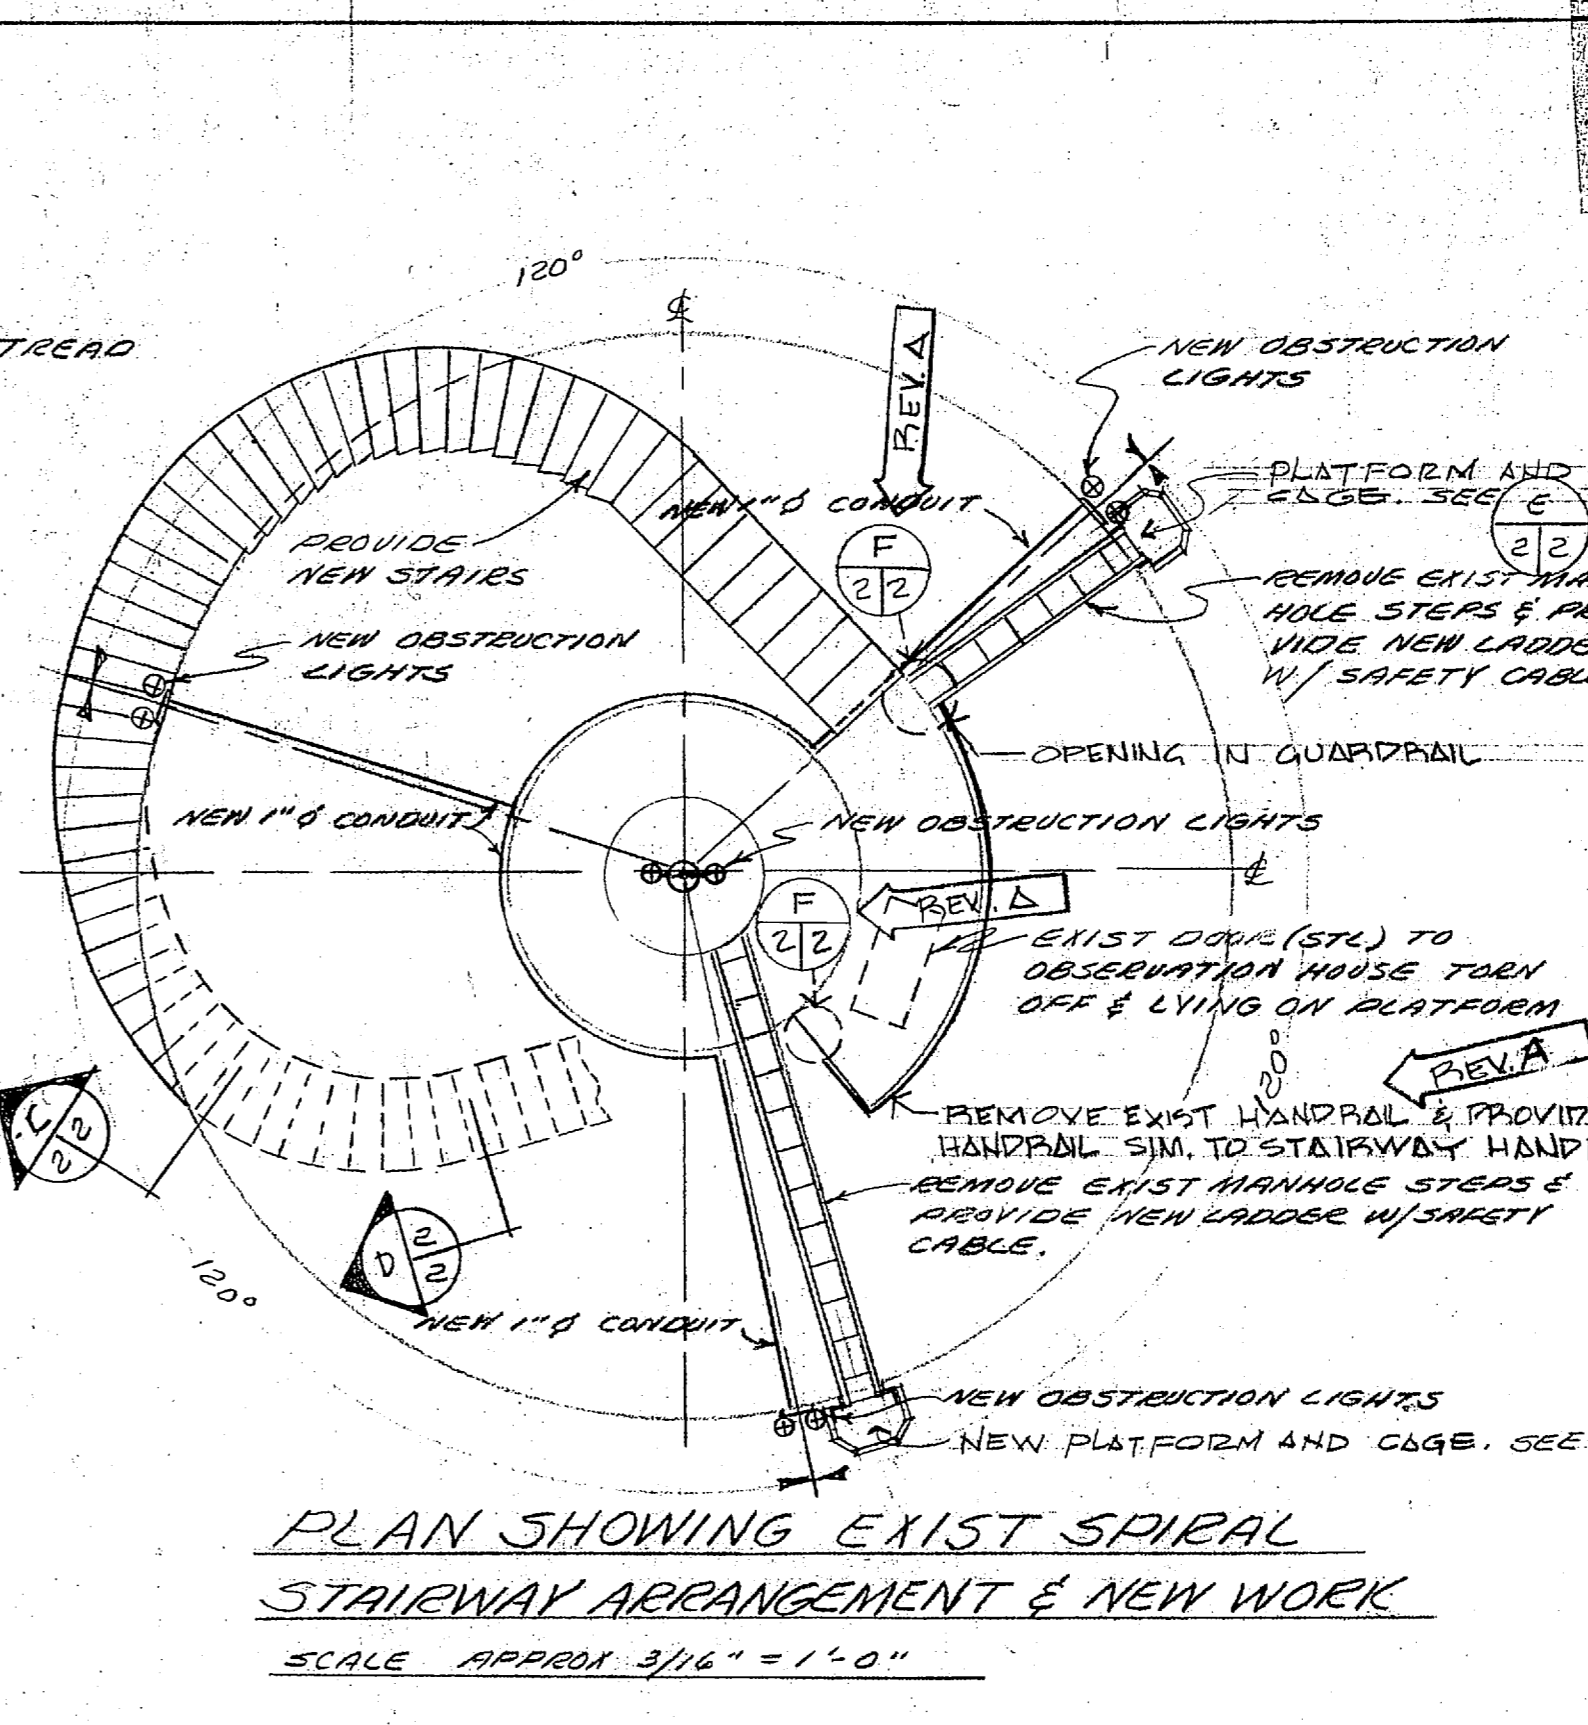 120°
℄
TREAD
REV. A
NEW OBSTRUCTION
LIGHTS
PLATFORM AND
CAGE. SEE
E
2 2
NEW 1" Ø CONDUIT
F
2 2
PROVIDE
NEW STAIRS
REMOVE EXIST MA
HOLE STEPS & PR
VIDE NEW LADDE
W/ SAFETY CABL
NEW OBSTRUCTION
LIGHTS
OPENING IN GUARDRAIL
NEW 1" Ø CONDUIT
NEW OBSTRUCTION LIGHTS
℄
F
2 2
REV. A
EXIST DOOR (STL) TO
OBSERVATION HOUSE TORN
OFF & LYING ON PLATFORM
120°
REV. A
C
2
2
REMOVE EXIST HANDRAIL & PROVID
HANDRAIL SIM. TO STAIRWAY HAND
REMOVE EXIST MANHOLE STEPS &
PROVIDE NEW LADDER W/SAFETY
CABLE.
D
2
2
120°
NEW 1" Ø CONDUIT
NEW OBSTRUCTION LIGHTS
NEW PLATFORM AND CAGE. SEE
PLAN SHOWING EXIST SPIRAL
STAIRWAY ARRANGEMENT & NEW WORK
SCALE APPROX 3/16" = 1'-0"